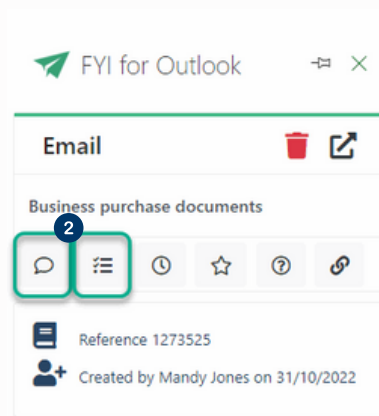 FYI for Outlook
Email
Business purchase documents
2
Reference 1273525
Created by Mandy Jones on 31/10/2022